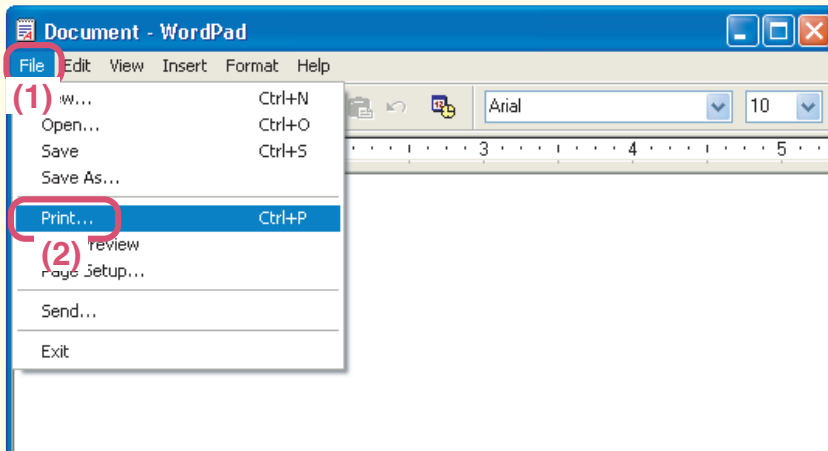 Document - WordPad
File Edit View Insert Format Help
(1)
Ctrl+N
Arial
10
Open... Ctrl+O
Save Ctrl+S
3 4 5
Save As...
Print... Ctrl+P
(2)
Setup...
Send...
Exit